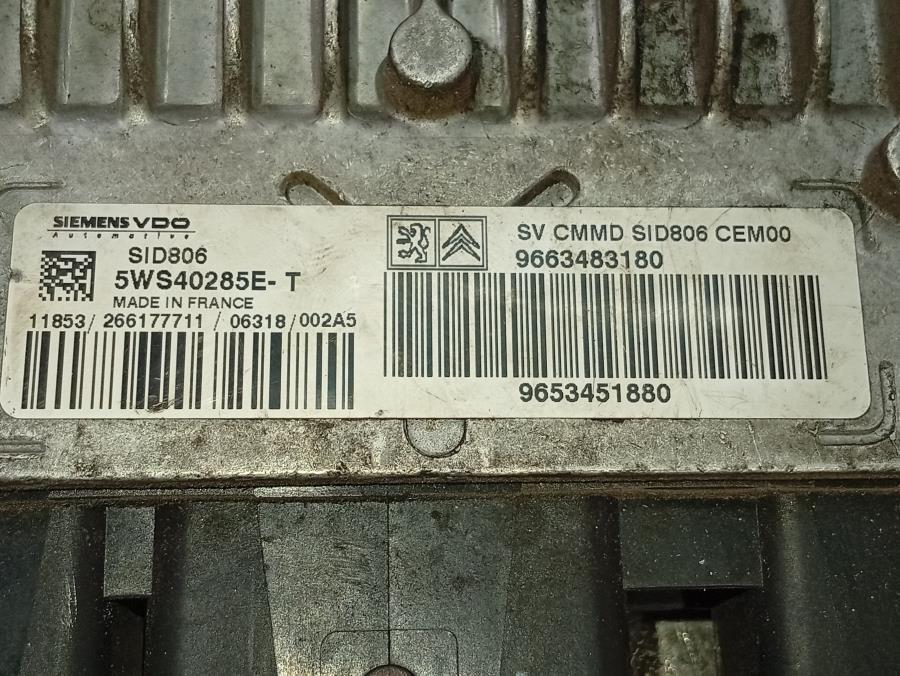 SIEMENS VDO
Automotive
SID806
5WS40285E-T
MADE IN FRANCE
11853/266177711/06318/002A5
SV CMMD SID806 CEM00
9663483180
9653451880